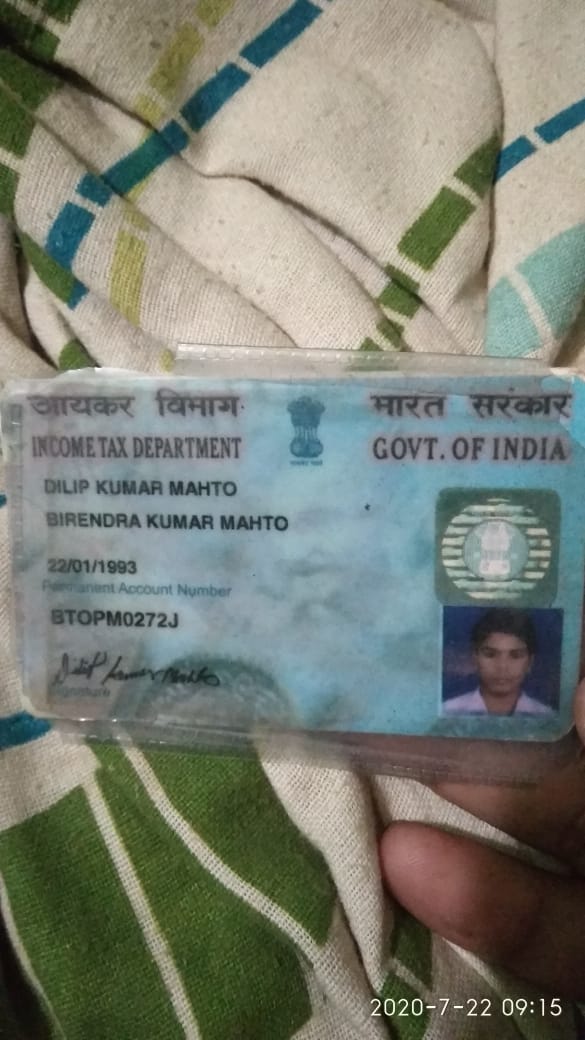 आयकर विभाग
INCOME TAX DEPARTMENT
भारत सरकार
GOVT. OF INDIA
DILIP KUMAR MAHTO
BIRENDRA KUMAR MAHTO
22/01/1993
Permanent Account Number
BTOPM0272J
Dilip Kumar Mahto
Signature
2020-7-22 09:15